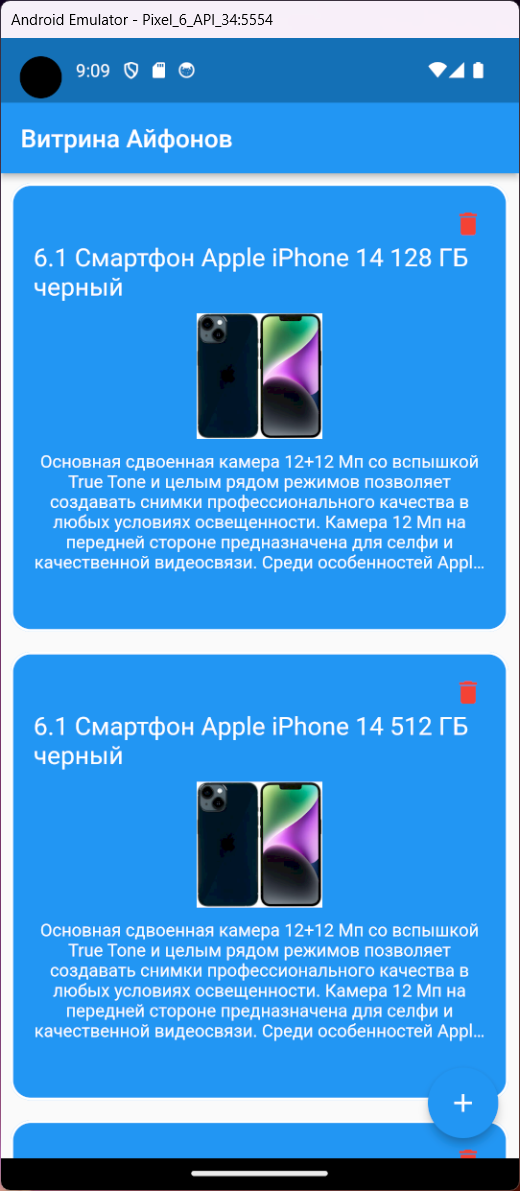 Android Emulator - Pixel_6_API_34:5554
9:09
Витрина Айфонов
6.1 Смартфон Apple iPhone 14 128 ГБ
черный
Основная сдвоенная камера 12+12 Мп со вспышкой
True Tone и целым рядом режимов позволяет
создавать снимки профессионального качества в
любых условиях освещенности. Камера 12 Мп на
передней стороне предназначена для селфи и
качественной видеосвязи. Среди особенностей Appl...
6.1 Смартфон Apple iPhone 14 512 ГБ
черный
Основная сдвоенная камера 12+12 Мп со вспышкой
True Tone и целым рядом режимов позволяет
создавать снимки профессионального качества в
любых условиях освещенности. Камера 12 Мп на
передней стороне предназначена для селфи и
качественной видеосвязи. Среди особенностей Appl...